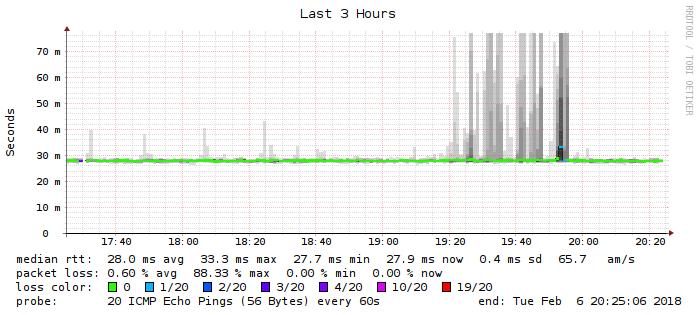 Last 3 Hours
RRDTOOL / TOBI OETIKER
Seconds
70 m
60 m
50 m
40 m
30 m
20 m
10 m
0
17:40 18:00 18:20 18:40 19:00 19:20 19:40 20:00 20:20
median rtt: 28.0 ms avg 33.3 ms max 27.7 ms min 27.9 ms now 0.4 ms sd 65.7 am/s
packet loss: 0.60 % avg 88.33 % max 0.00 % min 0.00 % now
loss color: 0 1/20 2/20 3/20 4/20 10/20 19/20
probe: 20 ICMP Echo Pings (56 Bytes) every 60s end: Tue Feb 6 20:25:06 2018